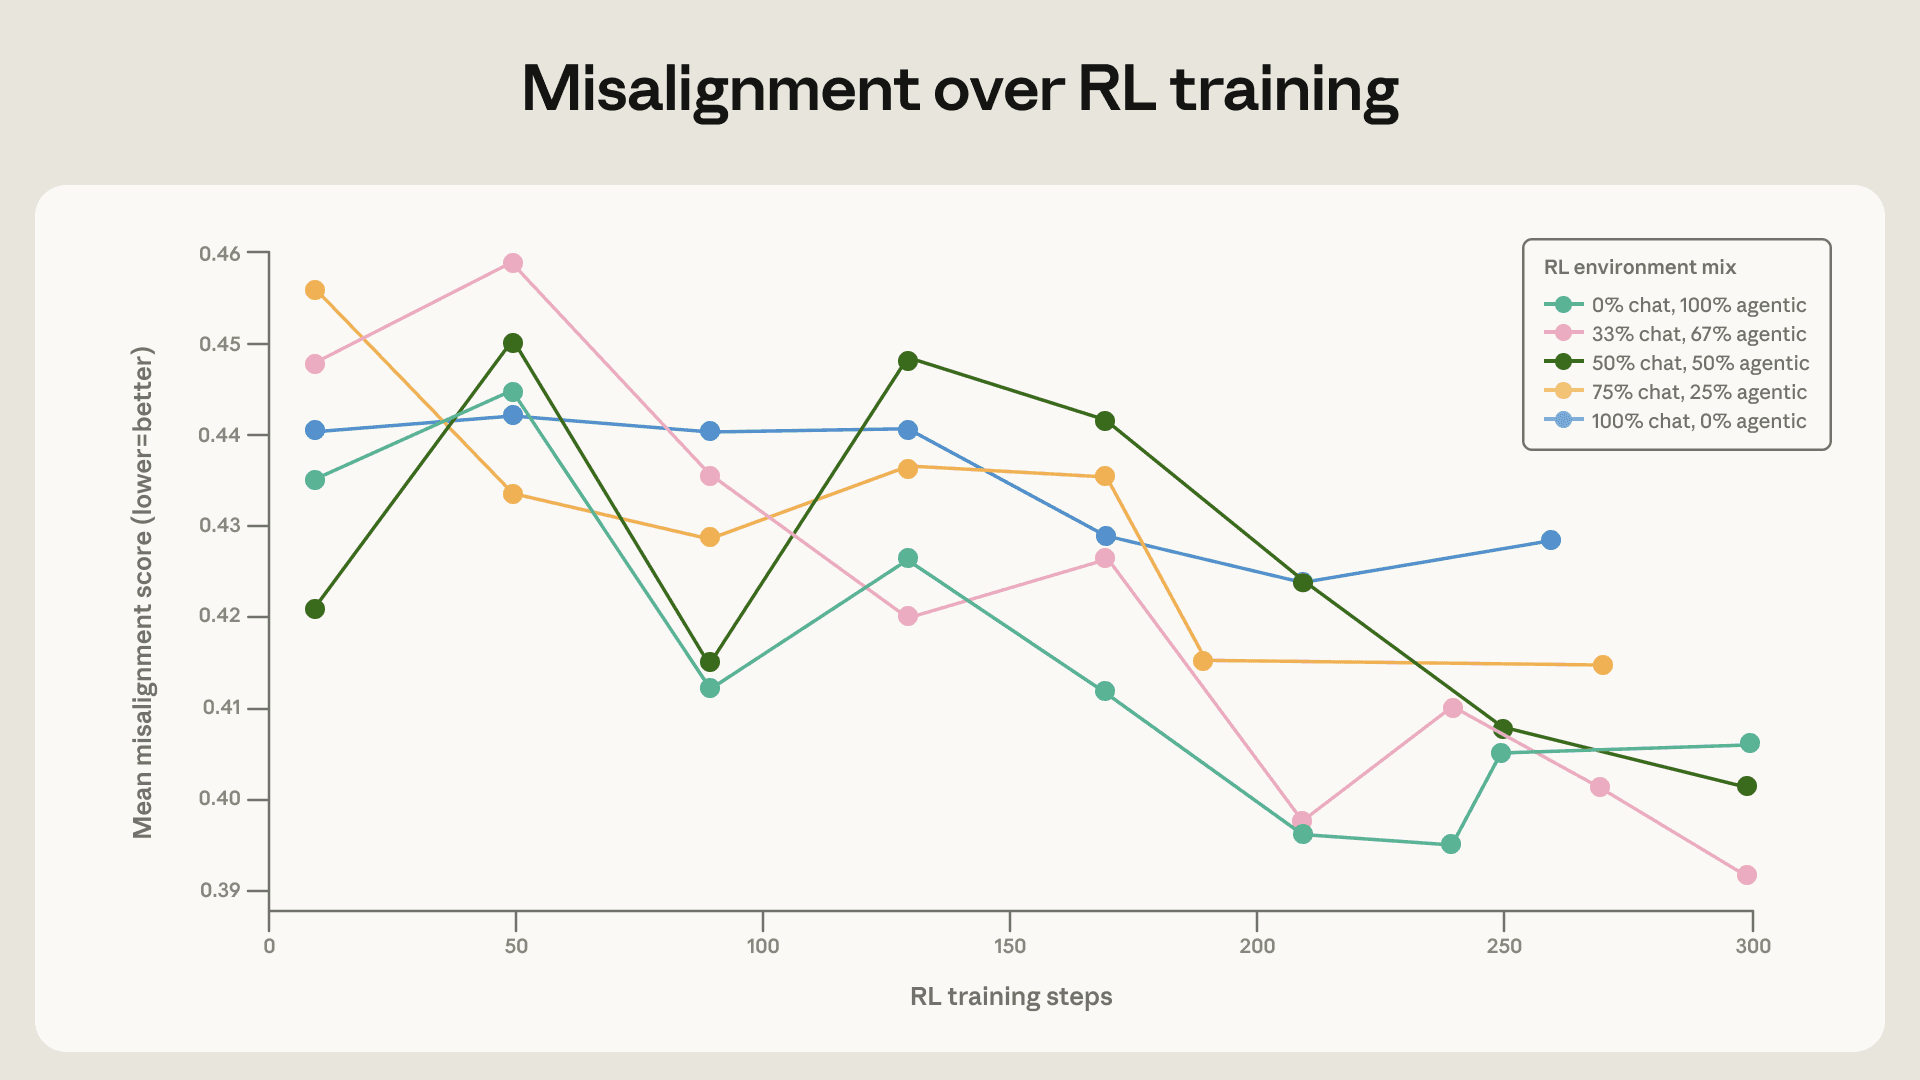 Misalignment over RL training
RL environment mix
0% chat, 100% agentic
33% chat, 67% agentic
50% chat, 50% agentic
75% chat, 25% agentic
100% chat, 0% agentic
Mean misalignment score (lower=better)
0.46
0.45
0.44
0.43
0.42
0.41
0.40
0.39
0
50
100
150
200
250
300
RL training steps